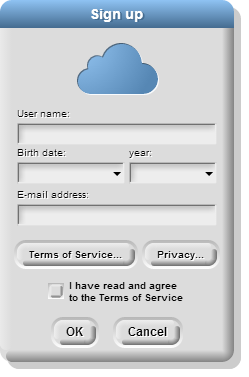 Sign up
User name:
Birth date: year:
E-mail address:
Terms of Service... Privacy...
I have read and agree
to the Terms of Service
OK Cancel